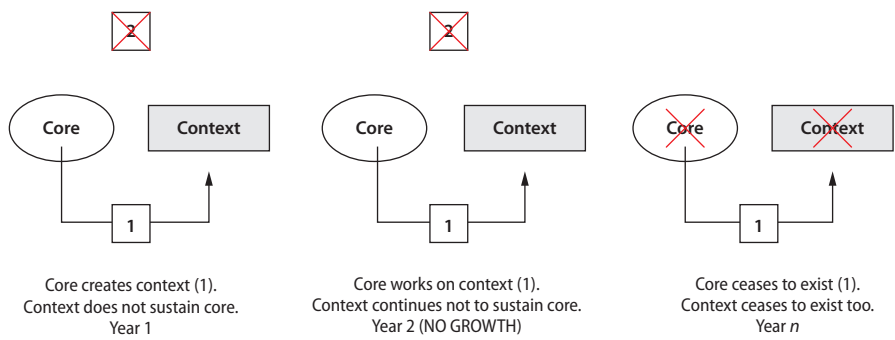 2
2
Core
Context
Core
Context
Core
Context
1
1
1
Core creates context (1).
Context does not sustain core.
Year 1
Core works on context (1).
Context continues not to sustain core.
Year 2 (NO GROWTH)
Core ceases to exist (1).
Context ceases to exist too.
Year n